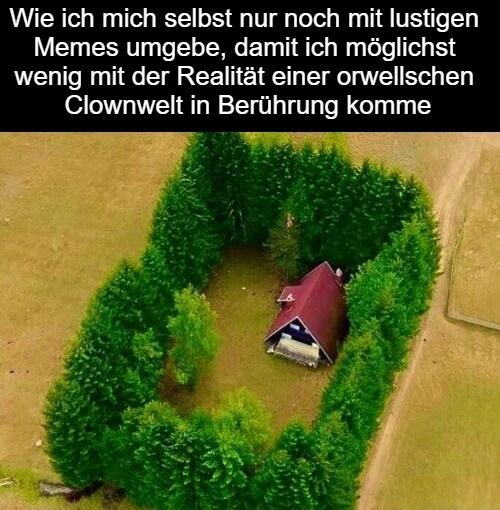 Wie ich mich selbst nur noch mit lustigen
Memes umgebe, damit ich möglichst
wenig mit der Realität einer orwellschen
Clownwelt in Berührung komme